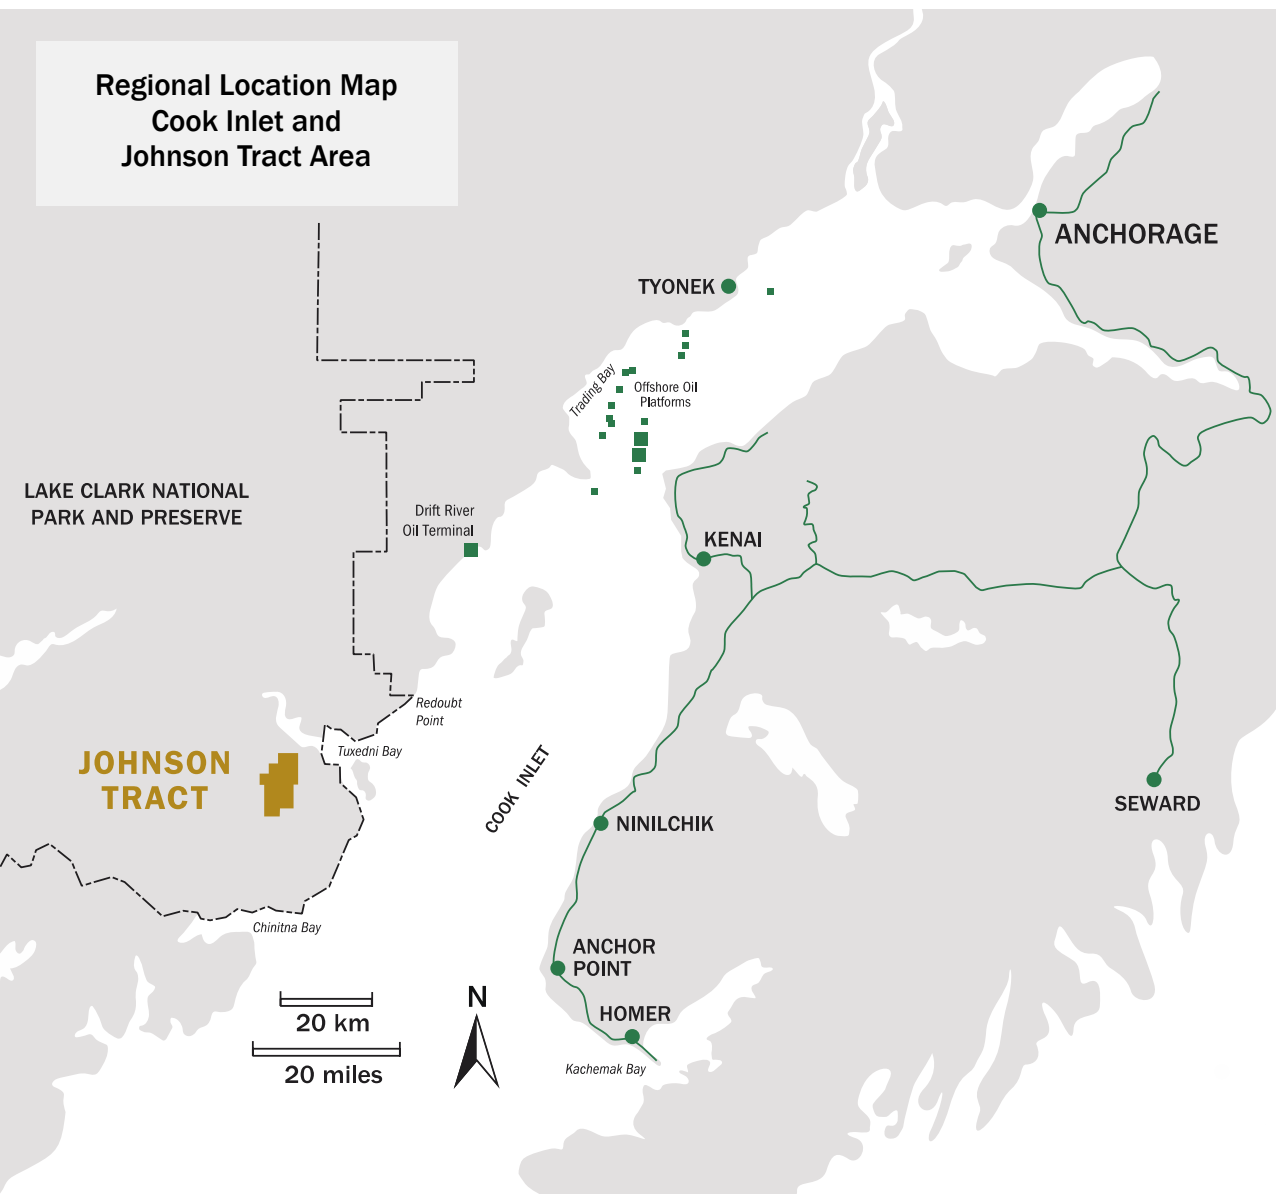 Regional Location Map
Cook Inlet and
Johnson Tract Area
ANCHORAGE
TYONEK
Trading Bay
Offshore Oil
Platforms
LAKE CLARK NATIONAL
PARK AND PRESERVE
Drift River
Oil Terminal
KENAI
Redoubt
Point
Tuxedni Bay
JOHNSON
TRACT
COOK INLET
SEWARD
NINILCHIK
Chinitna Bay
ANCHOR
POINT
N
HOMER
20 km
Kachemak Bay
20 miles